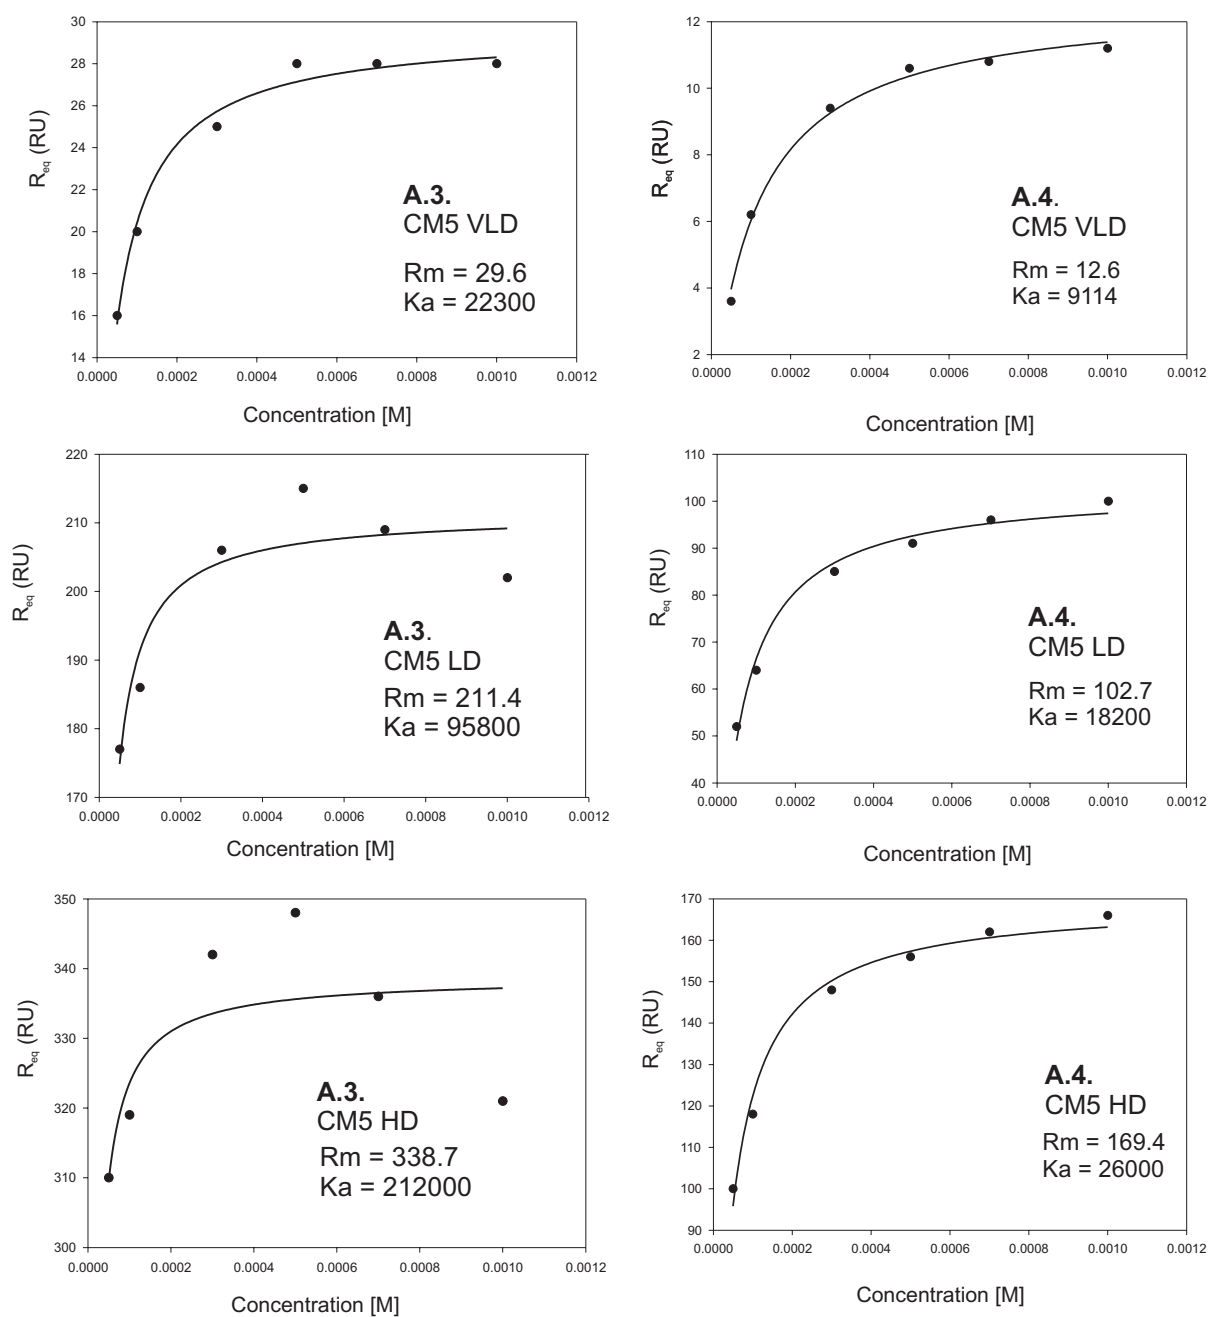 30
28
26
24
22
20
18
16
14
R_eq (RU)
0.0000 0.0002 0.0004 0.0006 0.0008 0.0010 0.0012
Concentration [M]
A.3.
CM5 VLD
Rm = 29.6
Ka = 22300
12
10
8
6
4
2
R_eq (RU)
0.0000 0.0002 0.0004 0.0006 0.0008 0.0010 0.0012
Concentration [M]
A.4.
CM5 VLD
Rm = 12.6
Ka = 9114
220
210
200
190
180
170
R_eq (RU)
0.0000 0.0002 0.0004 0.0006 0.0008 0.0010 0.0012
Concentration [M]
A.3.
CM5 LD
Rm = 211.4
Ka = 95800
110
100
90
80
70
60
50
40
R_eq (RU)
0.0000 0.0002 0.0004 0.0006 0.0008 0.0010 0.0012
Concentration [M]
A.4.
CM5 LD
Rm = 102.7
Ka = 18200
350
340
330
320
310
300
R_eq (RU)
0.0000 0.0002 0.0004 0.0006 0.0008 0.0010 0.0012
Concentration [M]
A.3.
CM5 HD
Rm = 338.7
Ka = 212000
170
160
150
140
130
120
110
100
90
R_eq (RU)
0.0000 0.0002 0.0004 0.0006 0.0008 0.0010 0.0012
Concentration [M]
A.4.
CM5 HD
Rm = 169.4
Ka = 26000